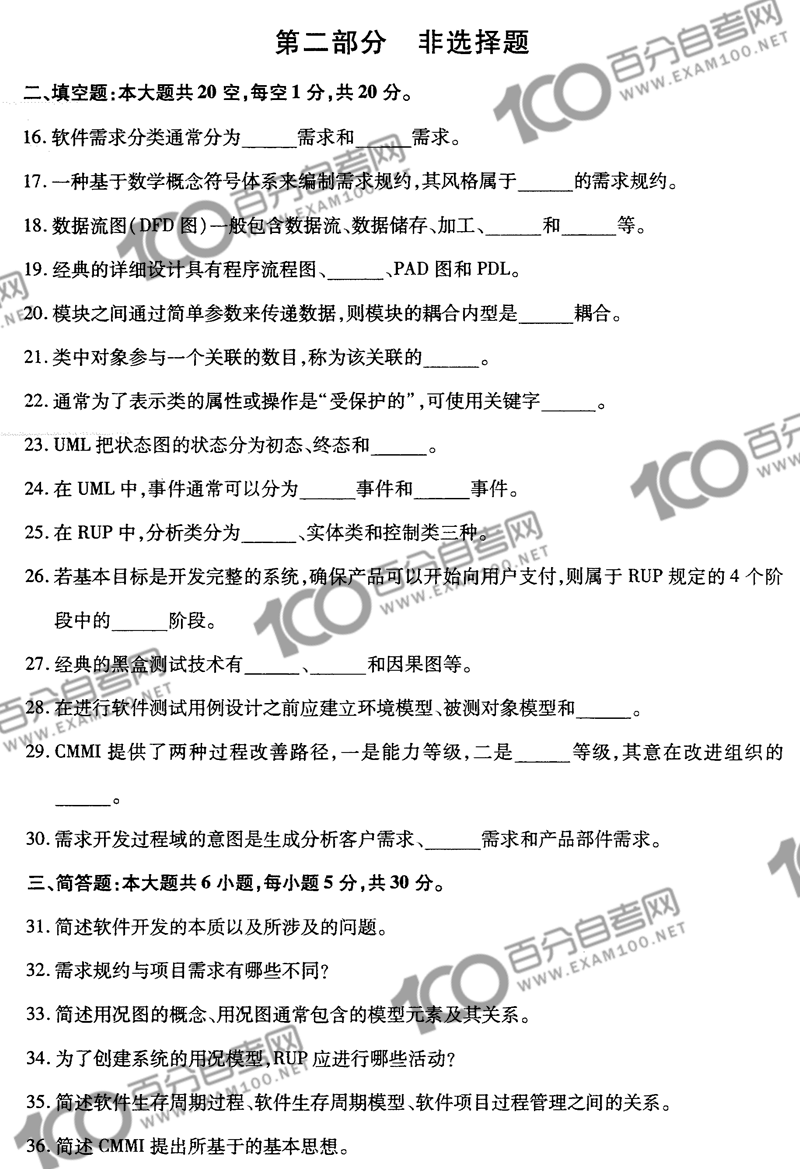 第二部分 非选择题
二、填空题:本大题共20空,每空1分,共20分。
16. 软件需求分类通常分为______需求和______需求。
17. 一种基于数学概念符号体系来编制需求规约,其风格属于______的需求规约。
18. 数据流图(DFD图)一般包含数据流、数据储存、加工、______和______等。
19. 经典的详细设计具有程序流程图、______、PAD图和PDL。
20. 模块之间通过简单参数来传递数据,则模块的耦合内型是______耦合。
21. 类中对象参与一个关联的数目,称为该关联的______。
22. 通常为了表示类的属性或操作是“受保护的”,可使用关键字______。
23. UML把状态图的状态分为初态、终态和______。
24. 在UML中,事件通常可以分为______事件和______事件。
25. 在RUP中,分析类分为______、实体类和控制类三种。
26. 若基本目标是开发完整的系统,确保产品可以开始向用户支付,则属于RUP规定的4个阶
段中的______阶段。
27. 经典的黑盒测试技术有______、______和因果图等。
28. 在进行软件测试用例设计之前应建立环境模型、被测对象模型和______。
29. CMMI提供了两种过程改善路径,一是能力等级,二是______等级,其意在改进组织的
______。
30. 需求开发过程域的意图是生成分析客户需求、______需求和产品部件需求。
三、简答题:本大题共6小题,每小题5分,共30分。
31. 简述软件开发的本质以及所涉及的问题。
32. 需求规约与项目需求有哪些不同?
33. 简述用况图的概念、用况图通常包含的模型元素及其关系。
34. 为了创建系统的用况模型,RUP应进行哪些活动?
35. 简述软件生存周期过程、软件生存周期模型、软件项目过程管理之间的关系。
36. 简述CMMI提出所基于的基本思想。
100百分自考网
WWW.EXAM100.NET